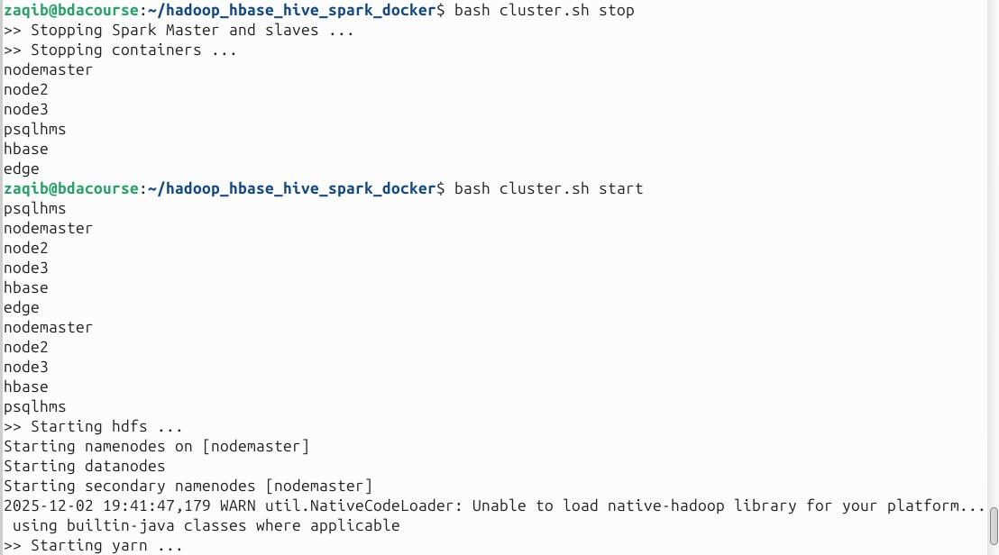 zaqib@bdacourse:~/hadoop_hbase_hive_spark_docker$ bash cluster.sh stop
>> Stopping Spark Master and slaves ...
>> Stopping containers ...
nodemaster
node2
node3
psqlhms
hbase
edge
zaqib@bdacourse:~/hadoop_hbase_hive_spark_docker$ bash cluster.sh start
psqlhms
nodemaster
node2
node3
hbase
edge
nodemaster
node2
node3
hbase
psqlhms
>> Starting hdfs ...
Starting namenodes on [nodemaster]
Starting datanodes
Starting secondary namenodes [nodemaster]
2025-12-02 19:41:47,179 WARN util.NativeCodeLoader: Unable to load native-hadoop library for your platform...
 using builtin-java classes where applicable
>> Starting yarn ...